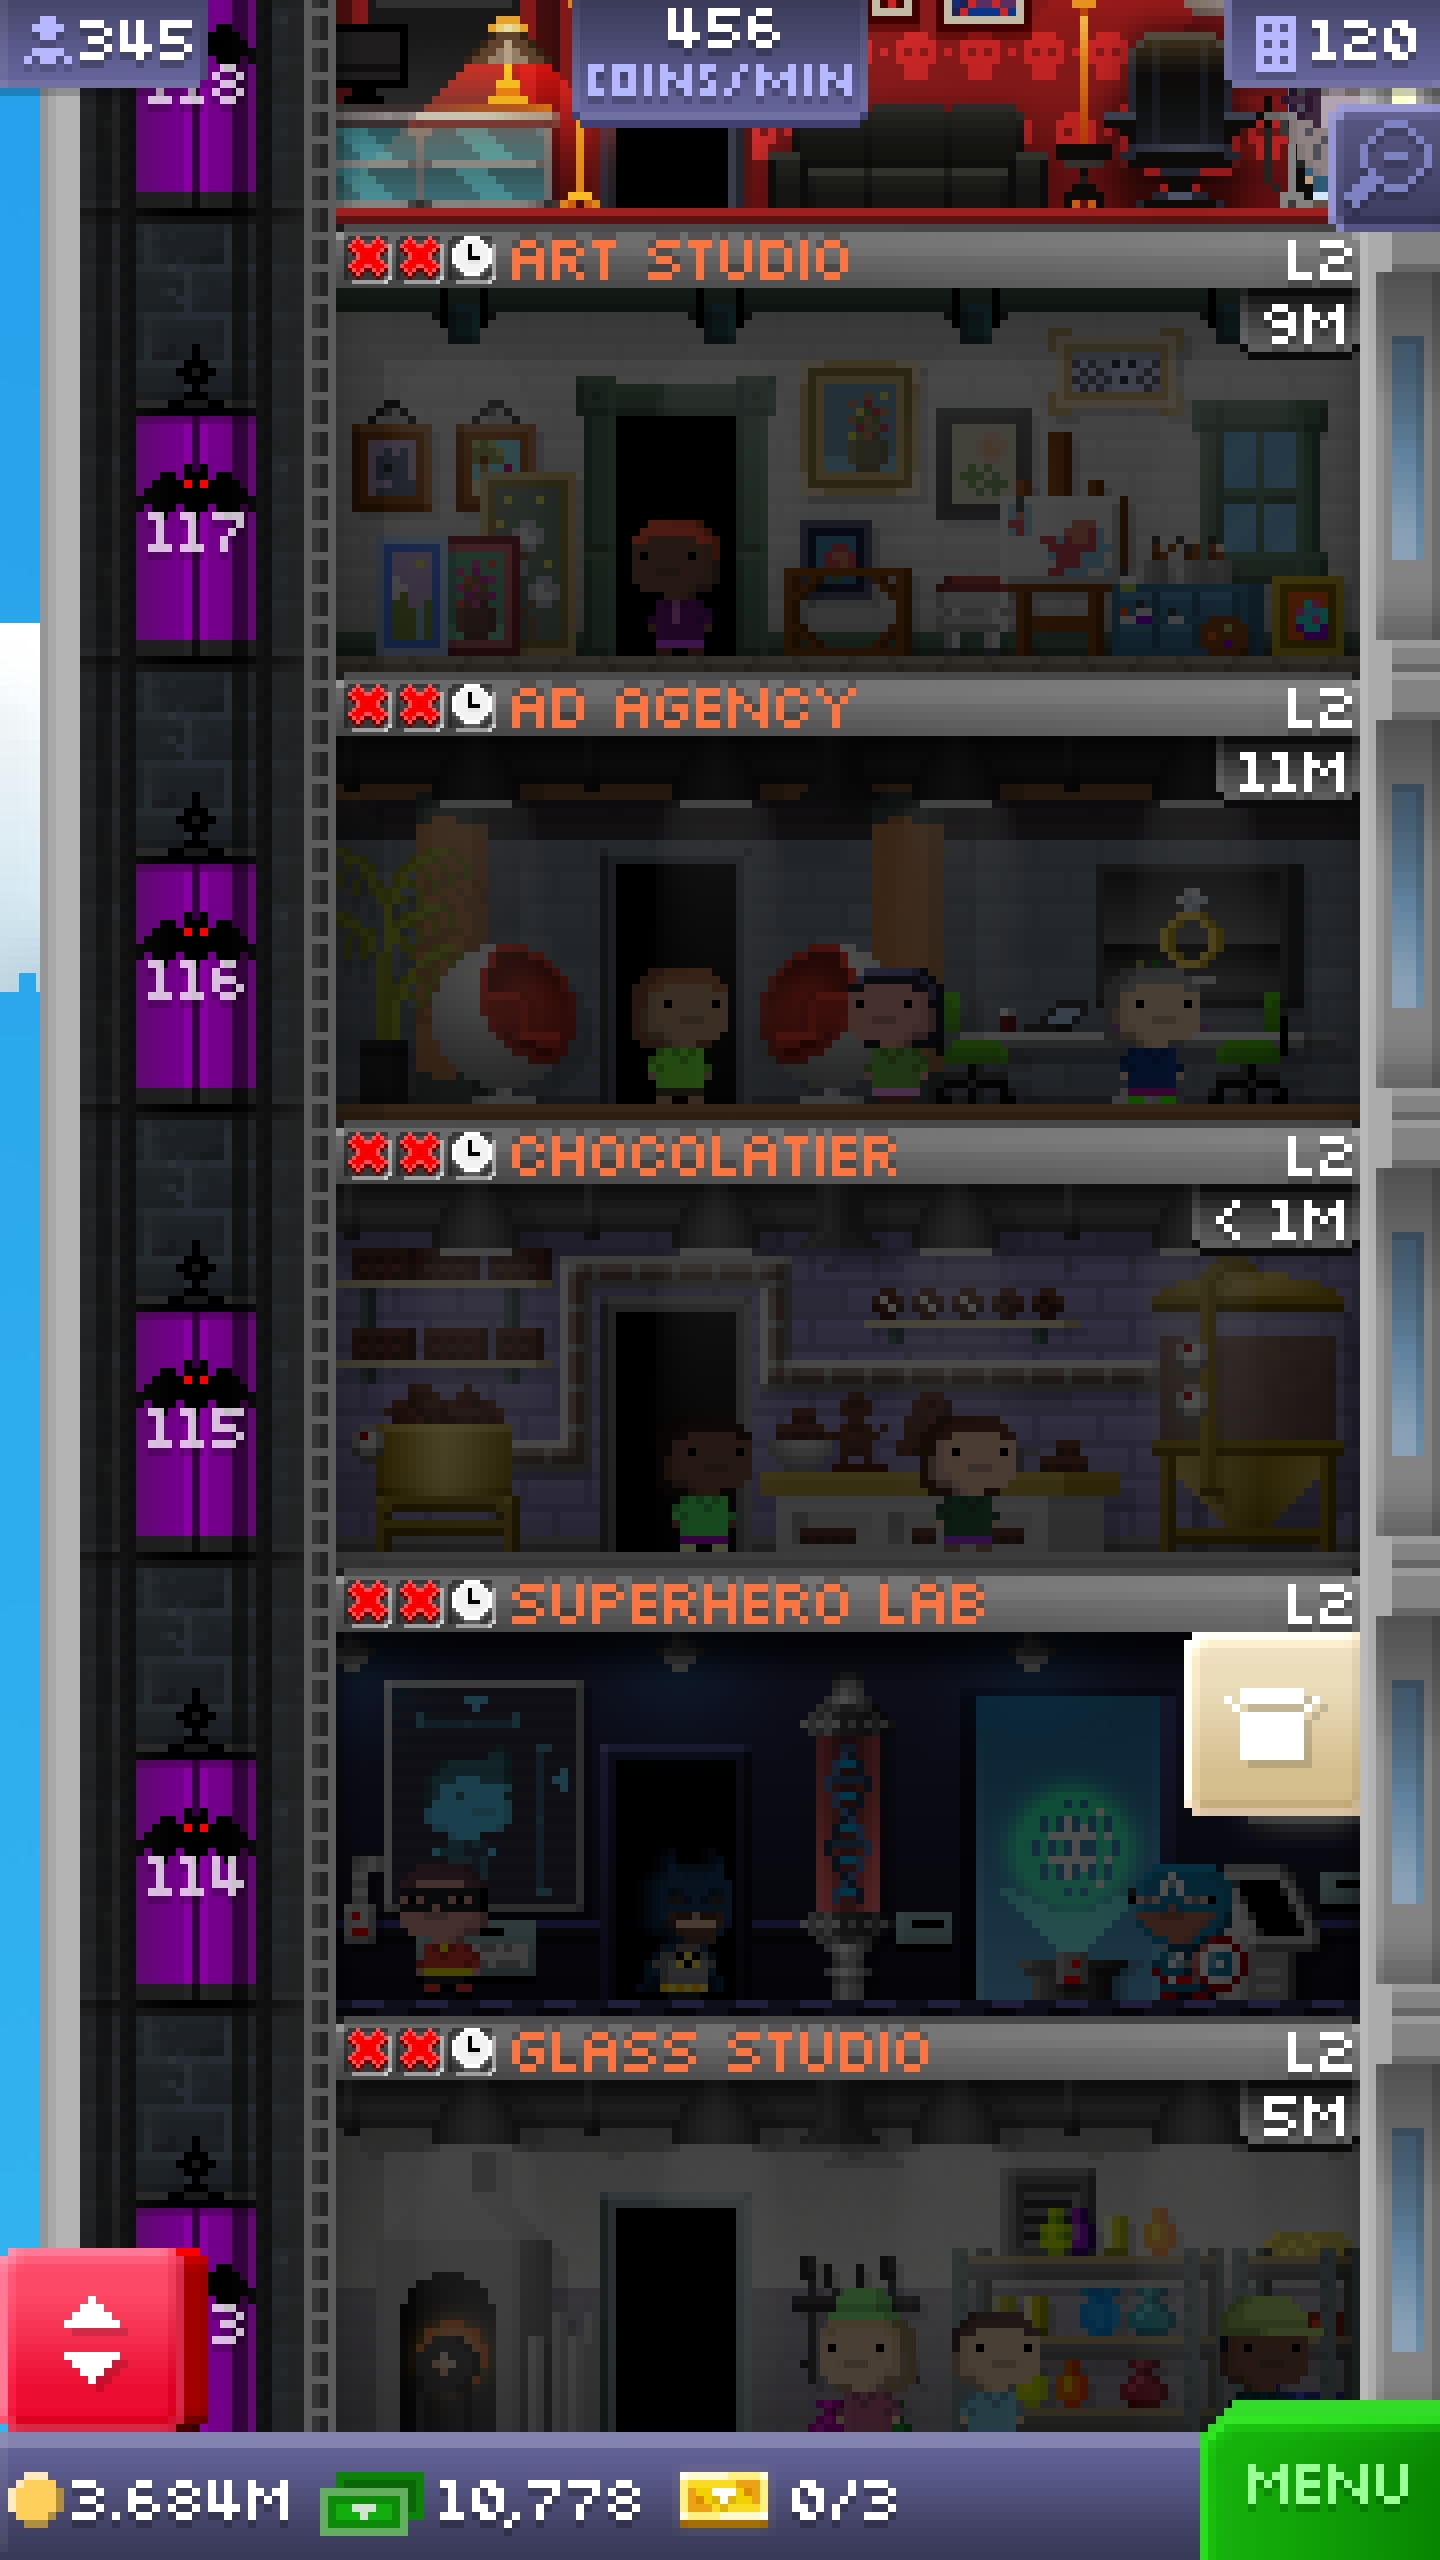 345
456
COINS/MIN
120
118
ART STUDIO L2
9M
117
AD AGENCY L2
11M
116
CHOCOLATIER L2
< 1M
115
SUPERHERO LAB L2
114
GLASS STUDIO L2
5M
3
3.684M 10,778 0/3 MENU